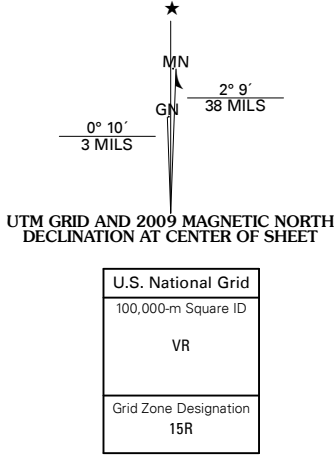 ★
MN
2° 9´
38 MILS
GN
0° 10´
3 MILS
UTM GRID AND 2009 MAGNETIC NORTH
DECLINATION AT CENTER OF SHEET
U.S. National Grid
100,000-m Square ID
VR
Grid Zone Designation
15R